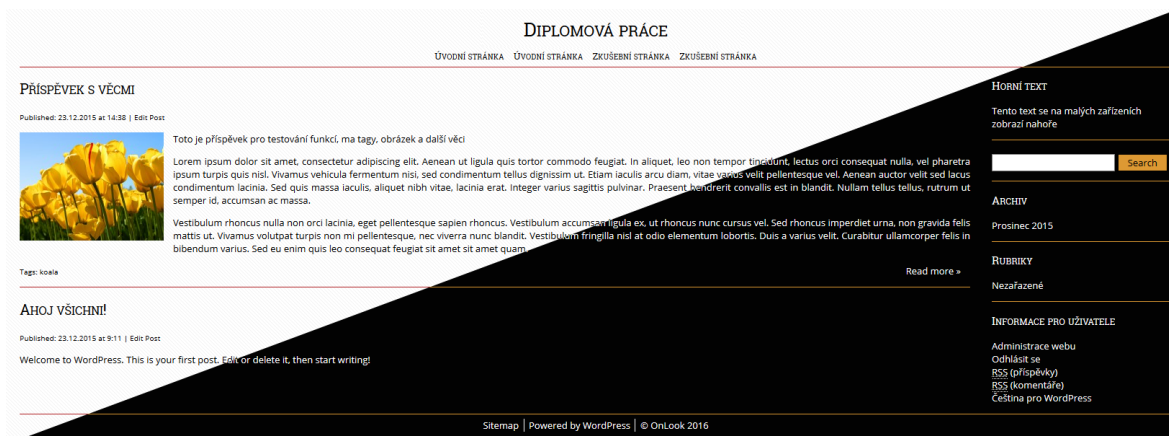 Diplomová práce
Úvodní stránka Úvodní stránka Zkušební stránka Zkušební stránka
Příspěvek s věcmi
Published: 23.12.2015 at 14:38 | Edit Post
Toto je příspěvek pro testování funkcí, ma tagy, obrázek a další věci
Lorem ipsum dolor sit amet, consectetur adipiscing elit. Aenean ut ligula quis tortor commodo feugiat. In aliquet, leo non tempor tincidunt, lectus orci consequat nulla, vel pharetra
ipsum turpis quis nisl. Vivamus vehicula fermentum nisi, sed condimentum tellus dignissim ut. Etiam iaculis arcu diam, vitae varius velit pellentesque vel. Aenean auctor velit sed lacus
condimentum lacinia. Sed quis massa iaculis, aliquet nibh vitae, lacinia erat. Integer varius sagittis pulvinar. Praesent hendrerit convallis est in blandit. Nullam tellus tellus, rutrum ut
semper id, accumsan ac massa.
Vestibulum rhoncus nulla non orci lacinia, eget pellentesque sapien rhoncus. Vestibulum accumsan ligula ex, ut rhoncus nunc cursus vel. Sed rhoncus imperdiet urna, non gravida felis
mattis ut. Vivamus volutpat turpis non mi pellentesque, nec viverra nunc blandit. Vestibulum fringilla nisl at odio elementum lobortis. Duis a varius velit. Curabitur ullamcorper felis in
bibendum varius. Sed eu enim quis leo consequat feugiat sit amet sit amet quam.
Tags: koala
Read more »
Ahoj všichni!
Published: 23.12.2015 at 9:11 | Edit Post
Welcome to WordPress. This is your first post. Edit or delete it, then start writing!
Horní text
Tento text se na malých zařízeních
zobrazí nahoře
Search
Archiv
Prosinec 2015
Rubriky
Nezařazené
Informace pro uživatele
Administrace webu
Odhlásit se
RSS (příspěvky)
RSS (komentáře)
Čeština pro WordPress
Sitemap | Powered by WordPress | © OnLook 2016